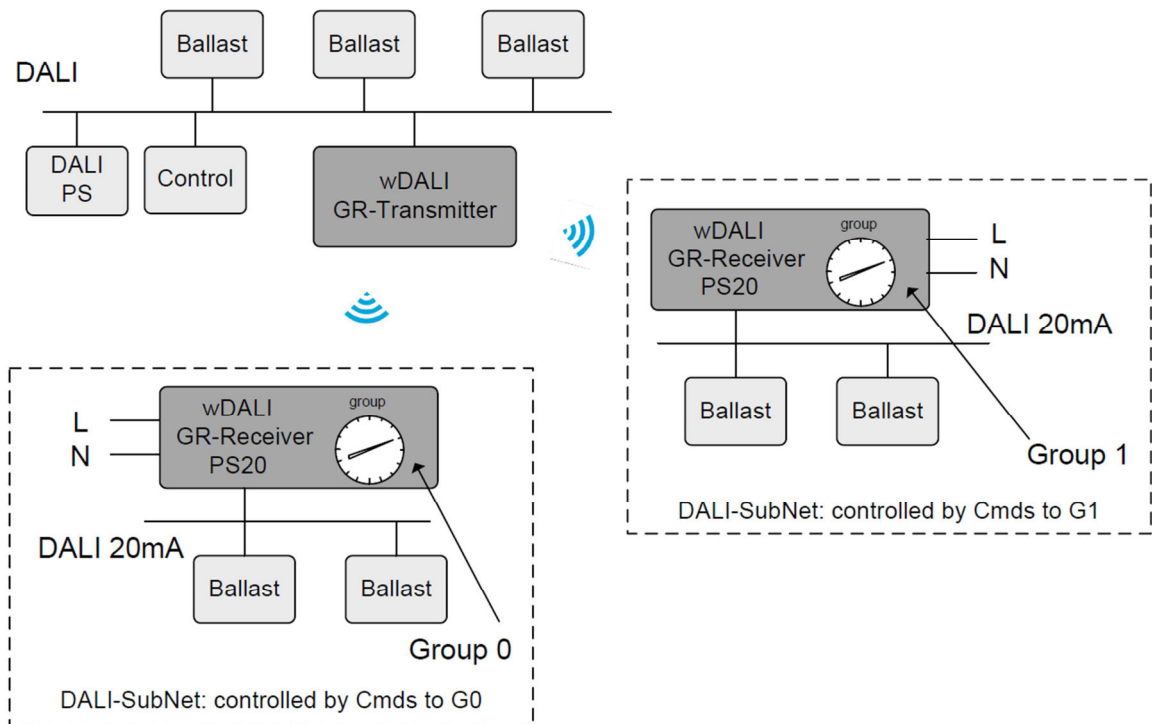 Ballast
Ballast
Ballast
DALI
DALI
PS
Control
wDALI
GR-Transmitter
wDALI
GR-Receiver
PS20
group
L
N
DALI 20mA
Ballast
Ballast
Group 1
DALI-SubNet: controlled by Cmds to G1
L
N
wDALI
GR-Receiver
PS20
group
DALI 20mA
Ballast
Ballast
Group 0
DALI-SubNet: controlled by Cmds to G0